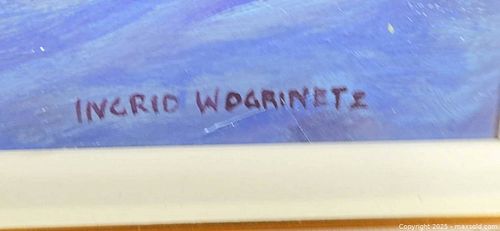 INGRID WOGRINETZ
Copyright 2025 - maxsold.com